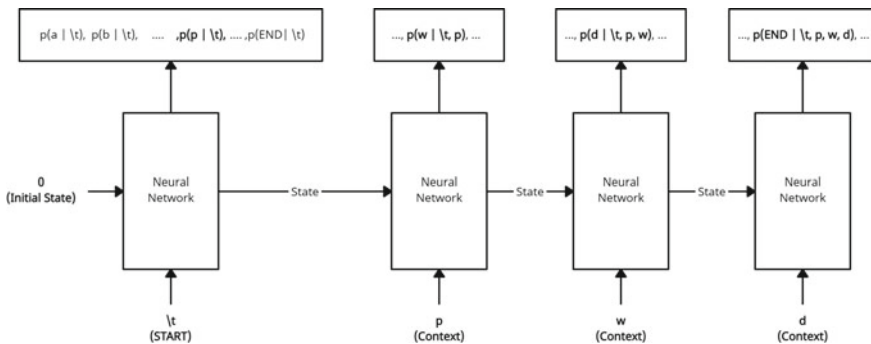 p(a | \t), p(b | \t), .... ,p(p | \t), .... ,p(END | \t)
..., p(w | \t, p), ...
..., p(d | \t, p, w), ...
..., p(END | \t, p, w, d), ...
0
(Initial State)
Neural
Network
State
Neural
Network
State
Neural
Network
State
Neural
Network
\t
(START)
p
(Context)
w
(Context)
d
(Context)